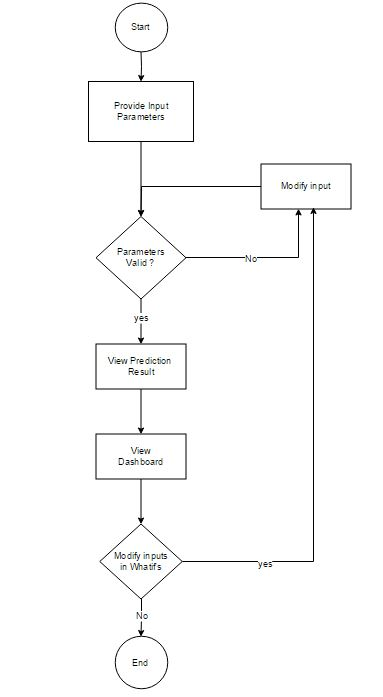 Start
Provide Input
Parameters
Modify input
Parameters
Valid ?
No
yes
View Prediction
Result
View
Dashboard
Modify inputs
in Whatifs
yes
No
End